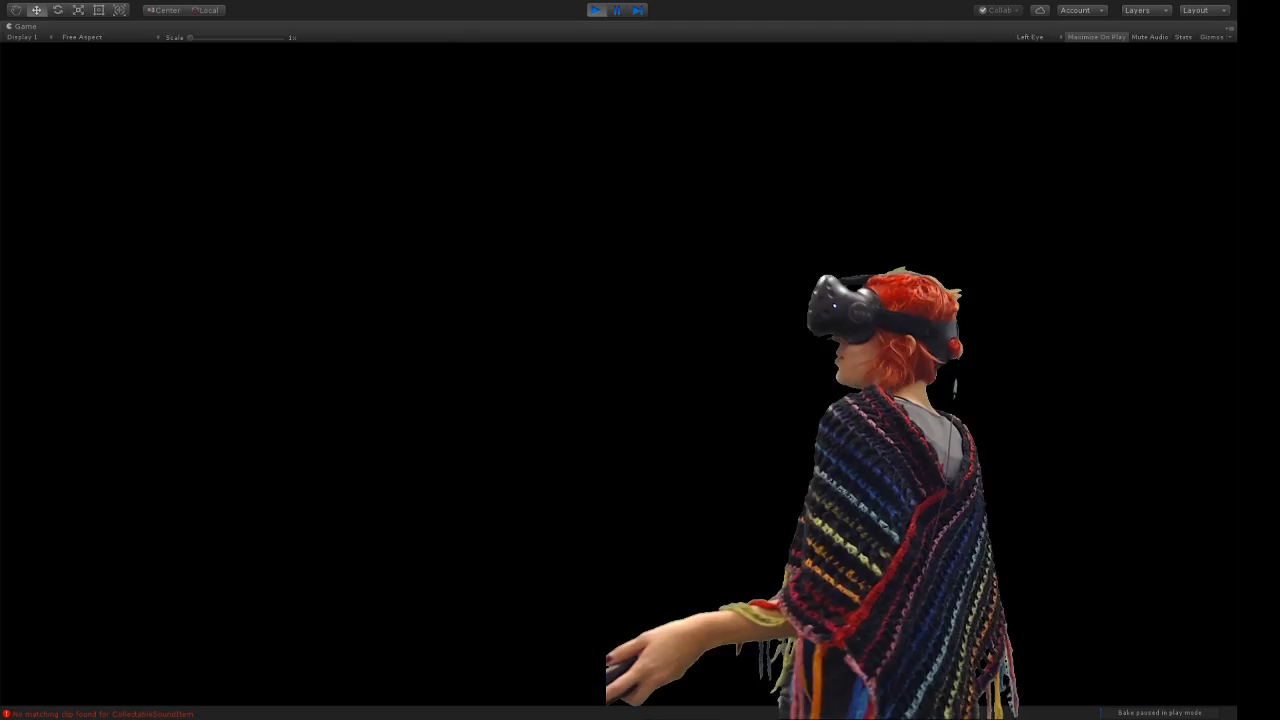 Center Local Collab Account Layers Layout
Game
Display 1 Free Aspect Scale 1x Left Eye Maximize On Play Mute Audio Stats Gizmos
No matching clip found for CollectableSoundItem Bake paused in play mode